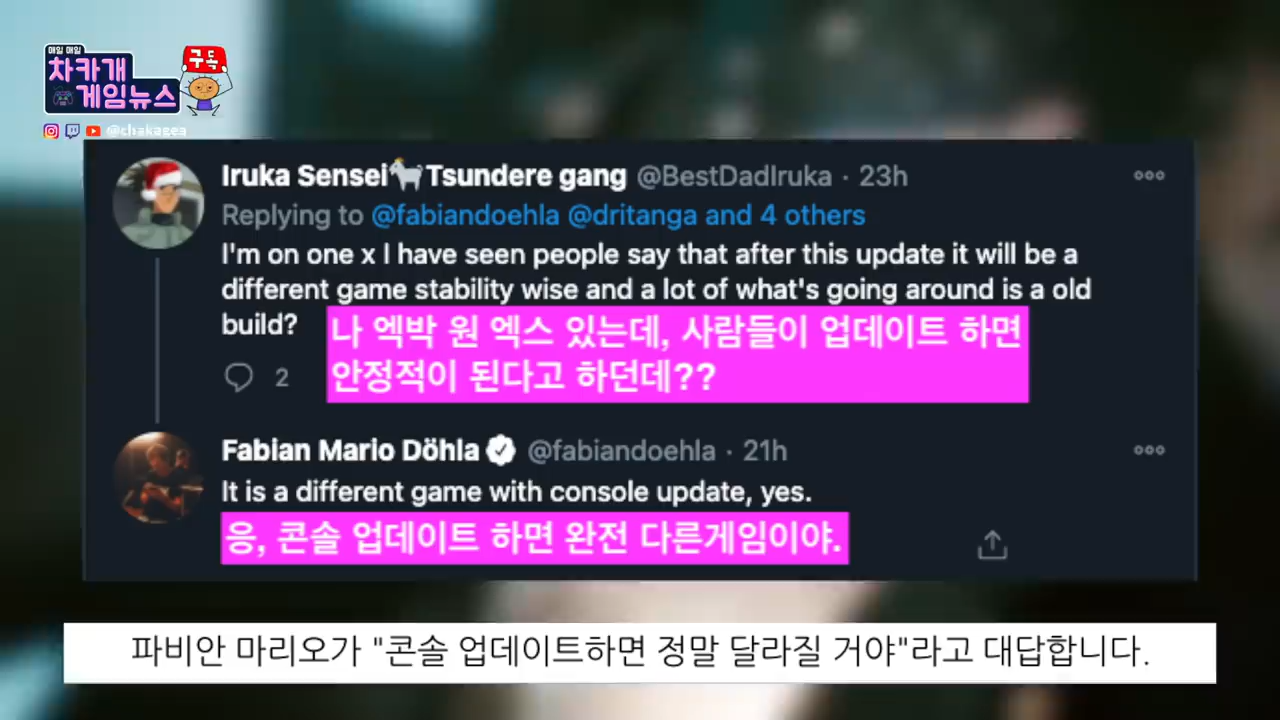 매일 매일
차카개
게임뉴스
구독
@chakagea
Iruka Sensei🐐Tsundere gang @BestDadIruka · 23h
Replying to @fabiandoehla @dritanga and 4 others
I'm on one x I have seen people say that after this update it will be a
different game stability wise and a lot of what's going around is a old
build?
나 엑박 원 엑스 있는데, 사람들이 업데이트 하면
안정적이 된다고 하던데??
2
Fabian Mario Döhla @fabiandoehla · 21h
It is a different game with console update, yes.
응, 콘솔 업데이트 하면 완전 다른게임이야.
파비안 마리오가 "콘솔 업데이트하면 정말 달라질 거야"라고 대답합니다.